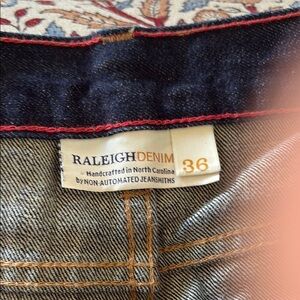 RALEIGHDENIM
36
Handcrafted in North Carolina
by NON-AUTOMATED JEANSMITHS